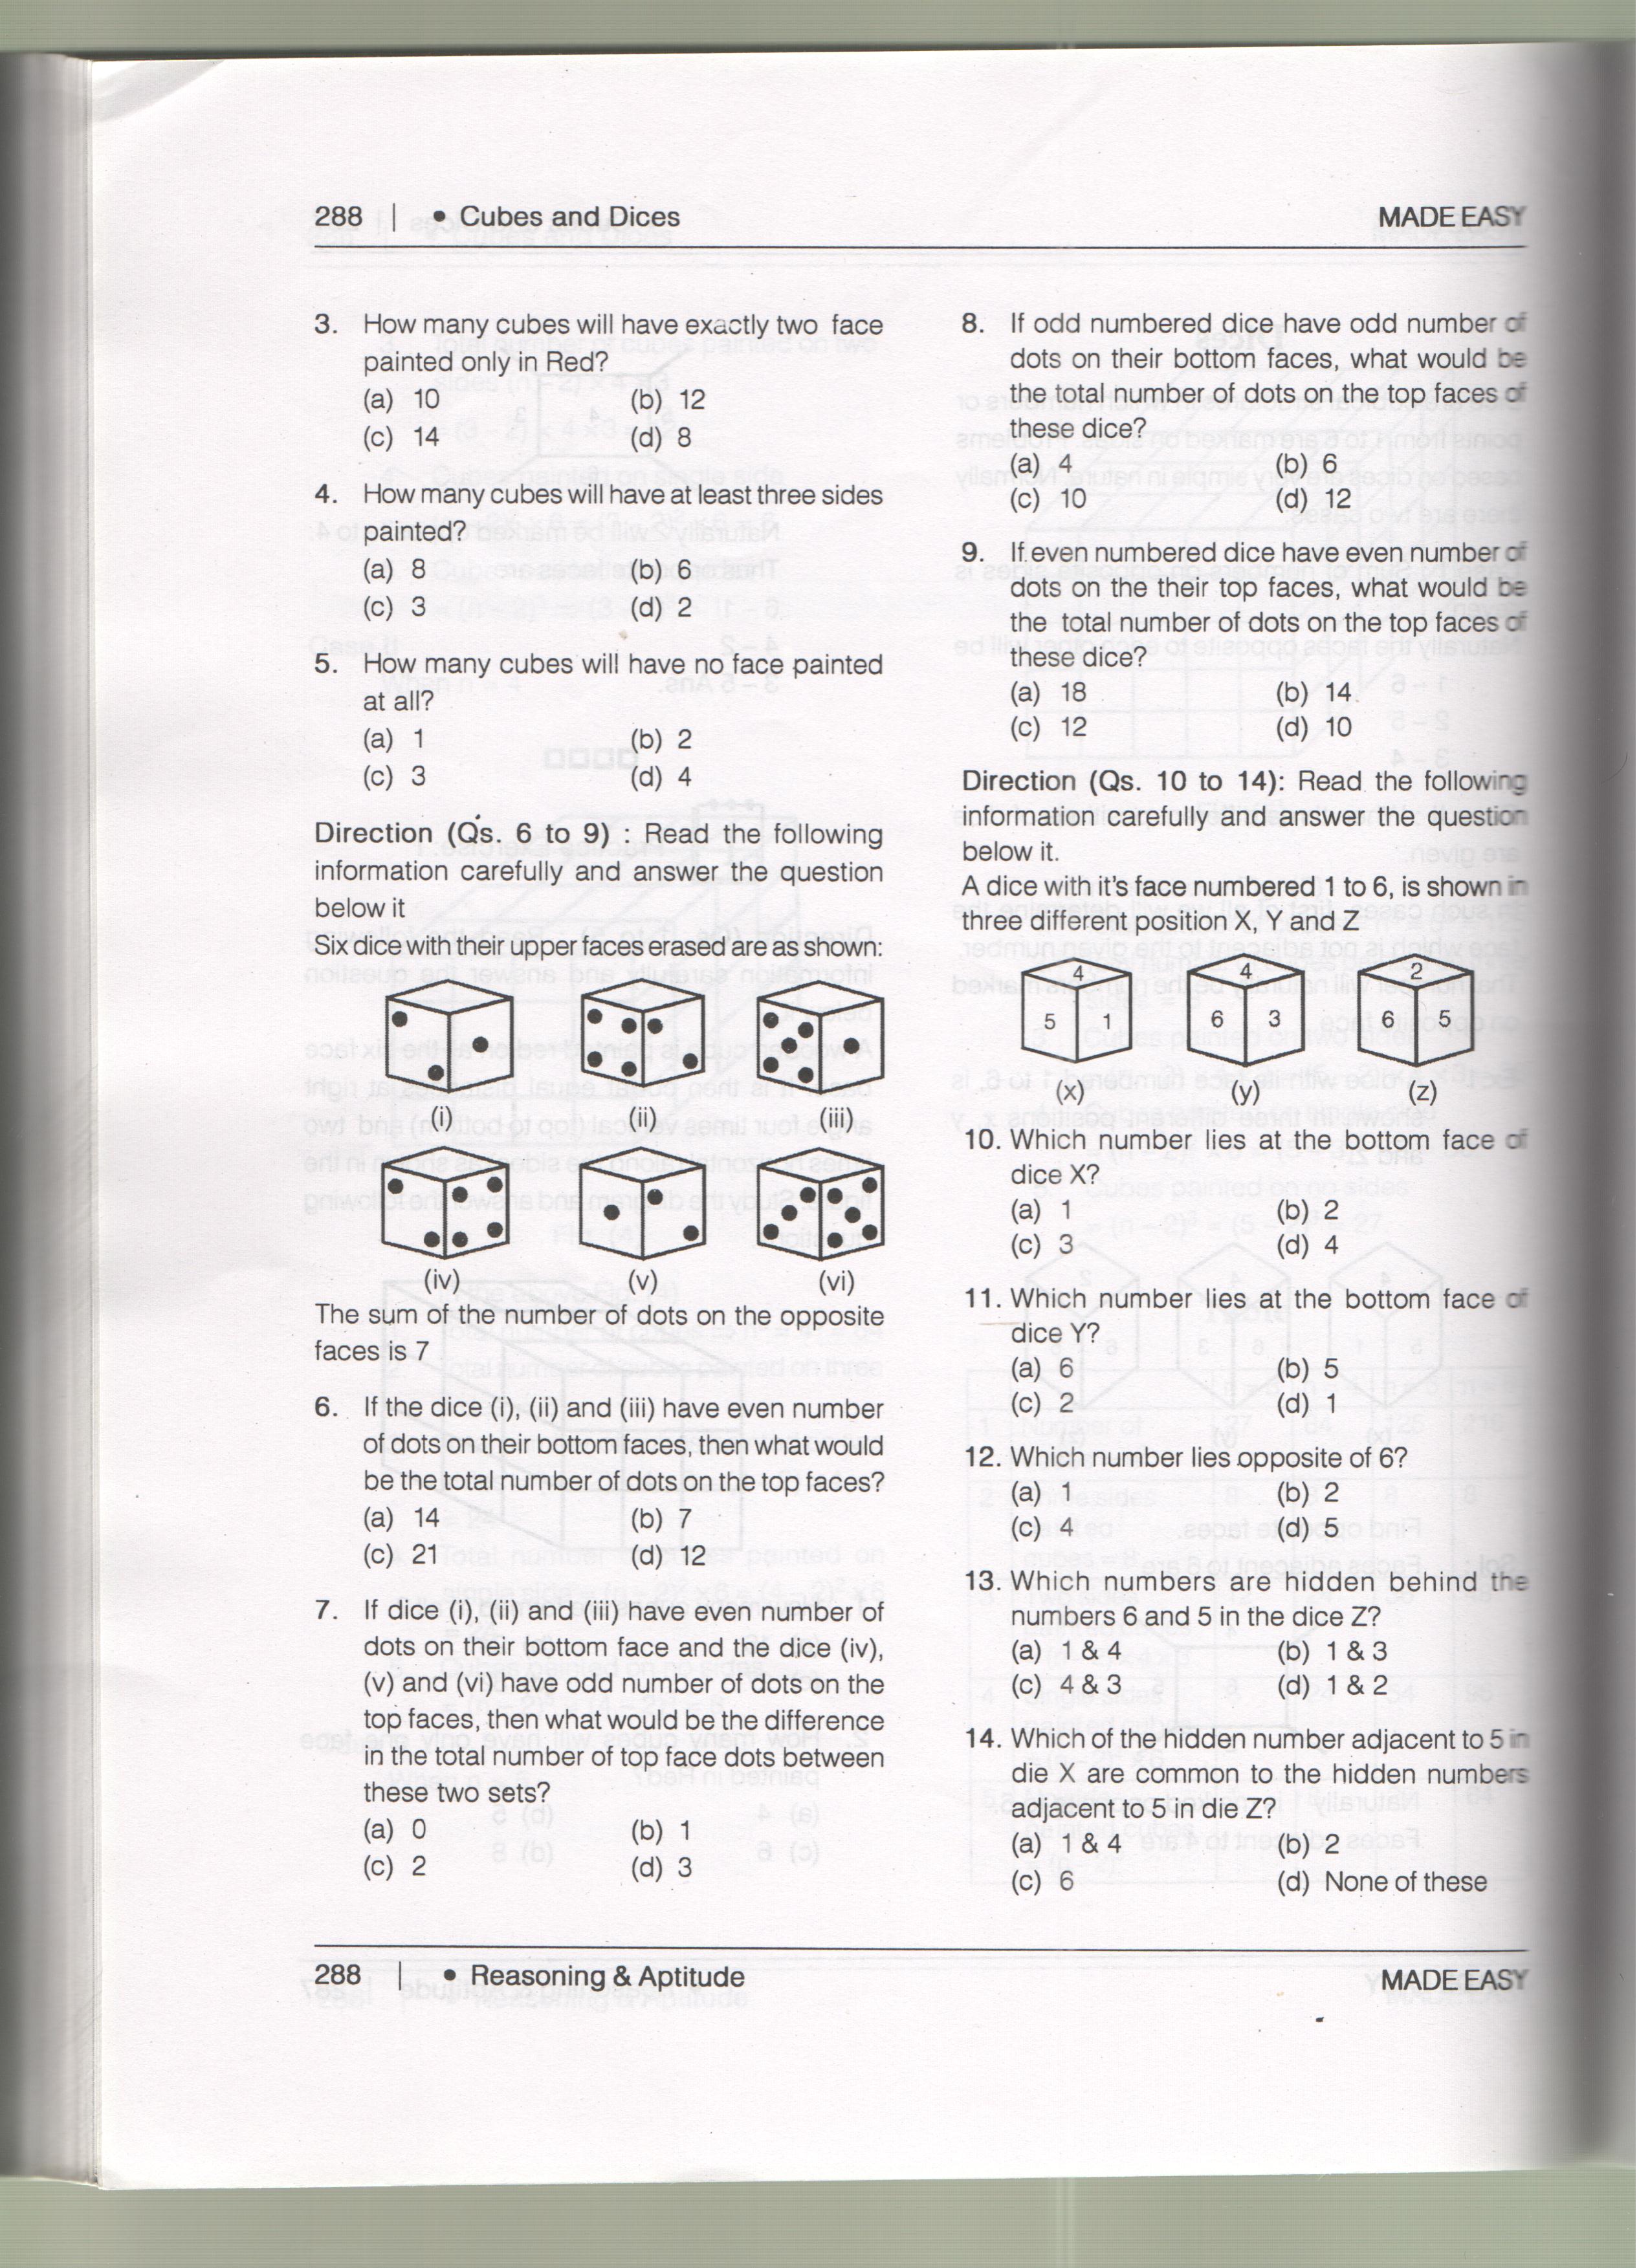 288 | • Cubes and Dices
MADE EASY
3. How many cubes will have exactly two face
painted only in Red?
(a) 10 (b) 12
(c) 14 (d) 8
4. How many cubes will have at least three sides
painted?
(a) 8 (b) 6
(c) 3 (d) 2
5. How many cubes will have no face painted
at all?
(a) 1 (b) 2
(c) 3 (d) 4
Direction (Qs. 6 to 9) : Read the following
information carefully and answer the question
below it
Six dice with their upper faces erased are as shown:
(i) (ii) (iii)
(iv) (v) (vi)
The sum of the number of dots on the opposite
faces is 7
6. If the dice (i), (ii) and (iii) have even number
of dots on their bottom faces, then what would
be the total number of dots on the top faces?
(a) 14 (b) 7
(c) 21 (d) 12
7. If dice (i), (ii) and (iii) have even number of
dots on their bottom face and the dice (iv),
(v) and (vi) have odd number of dots on the
top faces, then what would be the difference
in the total number of top face dots between
these two sets?
(a) 0 (b) 1
(c) 2 (d) 3
8. If odd numbered dice have odd number of
dots on their bottom faces, what would be
the total number of dots on the top faces of
these dice?
(a) 4 (b) 6
(c) 10 (d) 12
9. If even numbered dice have even number of
dots on the their top faces, what would be
the total number of dots on the top faces of
these dice?
(a) 18 (b) 14
(c) 12 (d) 10
Direction (Qs. 10 to 14): Read the following
information carefully and answer the question
below it.
A dice with it's face numbered 1 to 6, is shown in
three different position X, Y and Z
4 4 2
5 1 6 3 6 5
(x) (y) (z)
10. Which number lies at the bottom face of
dice X?
(a) 1 (b) 2
(c) 3 (d) 4
11. Which number lies at the bottom face of
dice Y?
(a) 6 (b) 5
(c) 2 (d) 1
12. Which number lies opposite of 6?
(a) 1 (b) 2
(c) 4 (d) 5
13. Which numbers are hidden behind the
numbers 6 and 5 in the dice Z?
(a) 1 & 4 (b) 1 & 3
(c) 4 & 3 (d) 1 & 2
14. Which of the hidden number adjacent to 5 in
die X are common to the hidden numbers
adjacent to 5 in die Z?
(a) 1 & 4 (b) 2
(c) 6 (d) None of these
288 | • Reasoning & Aptitude
MADE EASY